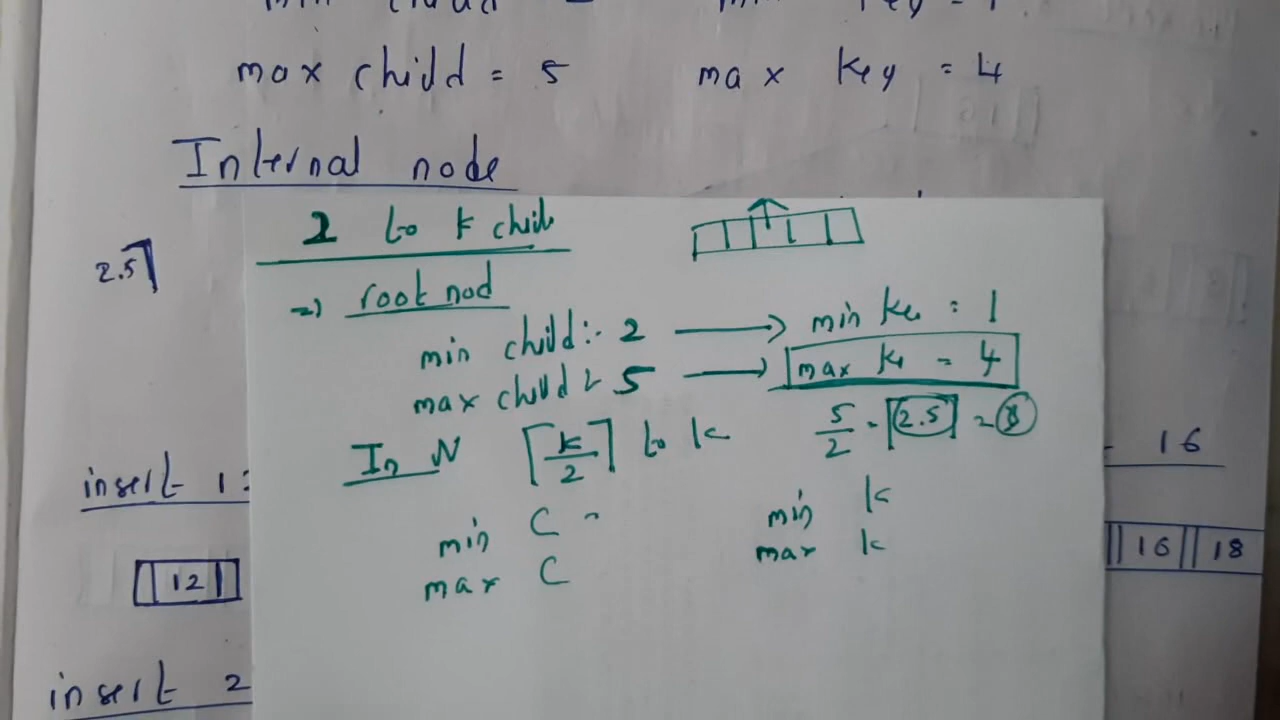 max child = 5 max key = 4
Internal node
2 to k chil
2.5
=) root nod
min child :- 2 → min ke = 1
max child 5 → max ke = 4
In N ⌈k/2⌉ to k 5/2 = ⌈2.5⌉ =
16
insert 1
min C = min k
max C max k
12 16 18
insert 2